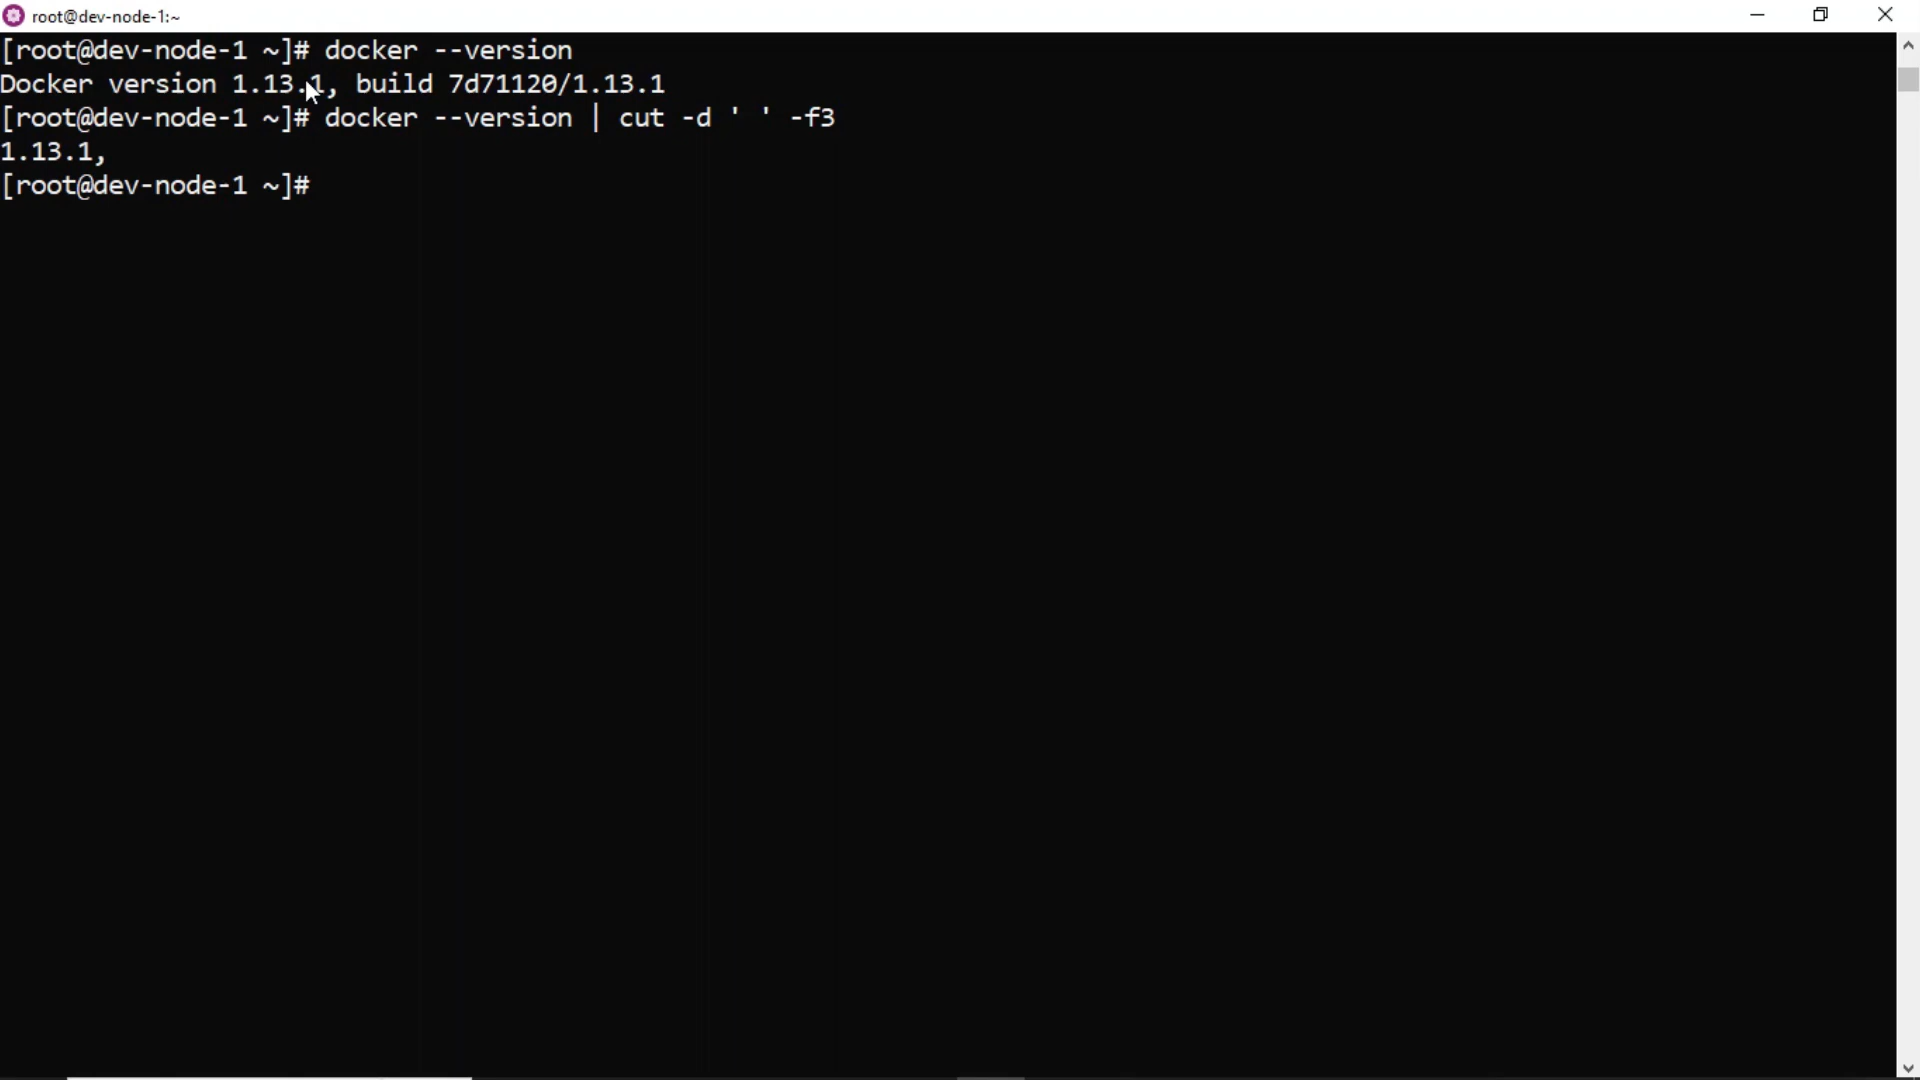 root@dev-node-1:~
[root@dev-node-1 ~]# docker --version
Docker version 1.13.1, build 7d71120/1.13.1
[root@dev-node-1 ~]# docker --version | cut -d ' ' -f3
1.13.1,
[root@dev-node-1 ~]#